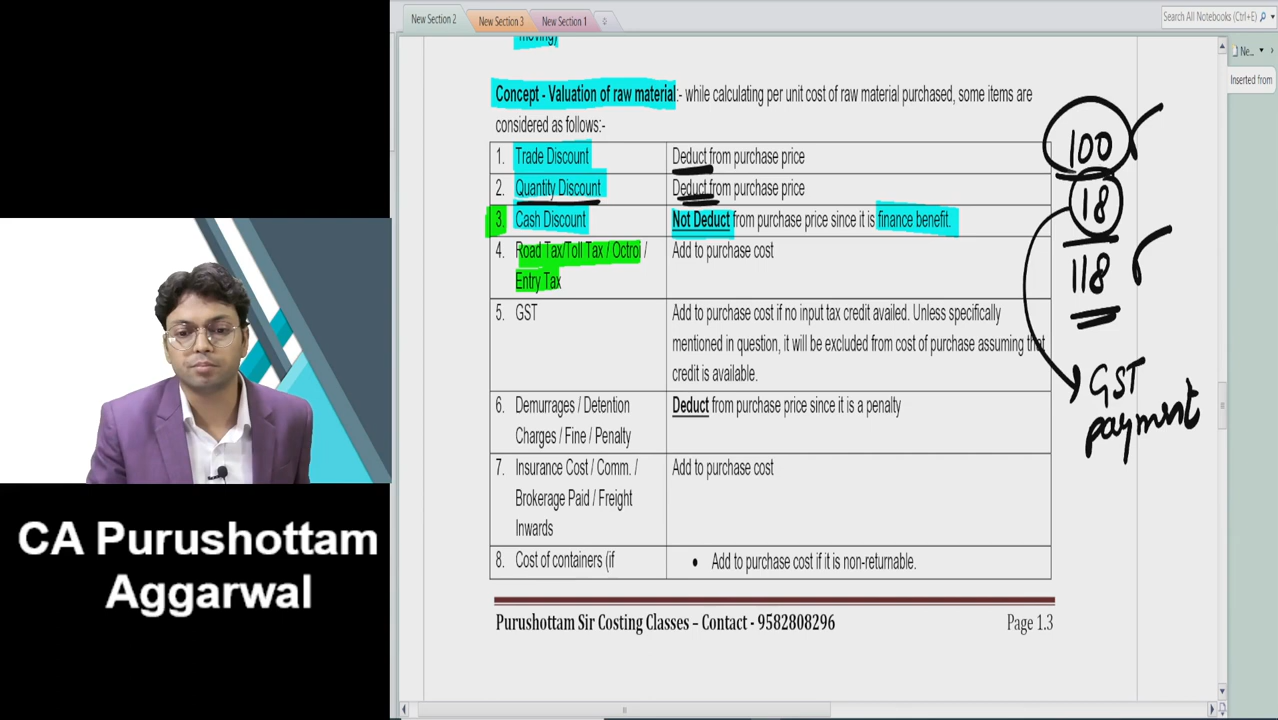 New Section 2
New Section 3
New Section 1
Search All Notebooks (Ctrl+E)
Ne...
Inserted from
moving)
Concept - Valuation of raw material:- while calculating per unit cost of raw material purchased, some items are
considered as follows:-
1. Trade Discount
Deduct from purchase price
2. Quantity Discount
Deduct from purchase price
3. Cash Discount
Not Deduct from purchase price since it is finance benefit.
4. Road Tax/Toll Tax / Octroi /
Entry Tax
Add to purchase cost
5. GST
Add to purchase cost if no input tax credit availed. Unless specifically
mentioned in question, it will be excluded from cost of purchase assuming that
credit is available.
6. Demurrages / Detention
Charges / Fine / Penalty
Deduct from purchase price since it is a penalty
7. Insurance Cost / Comm. /
Brokerage Paid / Freight
Inwards
Add to purchase cost
8. Cost of containers (if
• Add to purchase cost if it is non-returnable.
Purushottam Sir Costing Classes – Contact - 9582808296
Page 1.3
100
18
118
GST
payment
CA Purushottam
Aggarwal